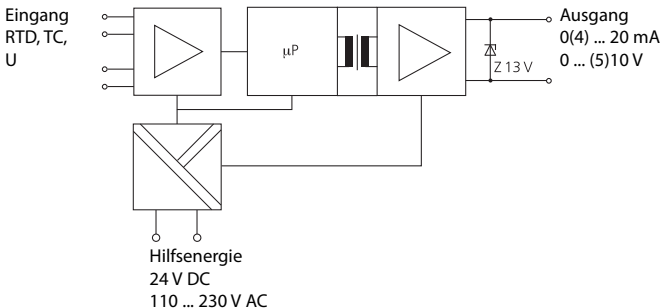 Eingang
RTD, TC,
U
μP
Z 13 V
Ausgang
0(4) ... 20 mA
0 ... (5)10 V
Hilfsenergie
24 V DC
110 ... 230 V AC